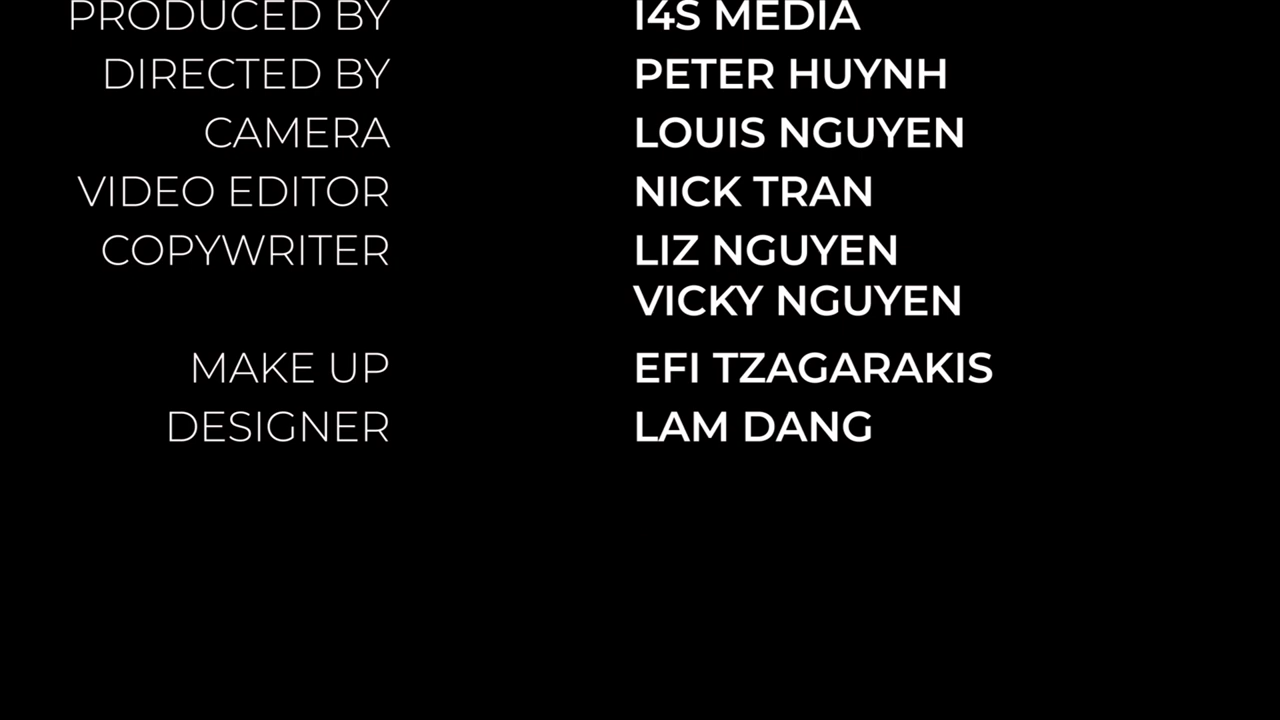 PRODUCED BY I4S MEDIA
DIRECTED BY PETER HUYNH
CAMERA LOUIS NGUYEN
VIDEO EDITOR NICK TRAN
COPYWRITER LIZ NGUYEN
VICKY NGUYEN
MAKE UP EFI TZAGARAKIS
DESIGNER LAM DANG